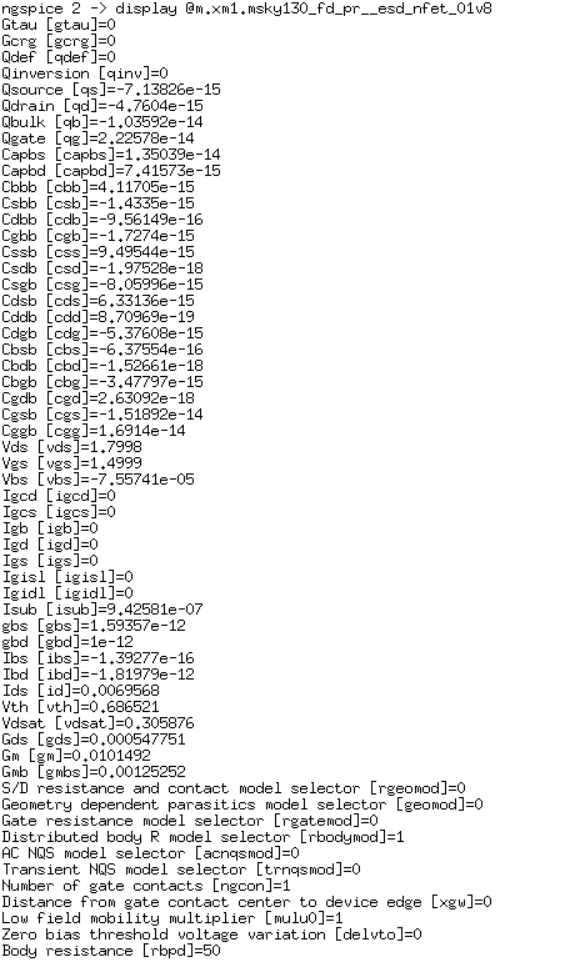 ngspice 2 -> display @m.xm1.msky130_fd_pr__esd_nfet_01v8
Gtau [gtau]=0
Gcrg [gcrg]=0
Qdef [qdef]=0
Qinversion [qinv]=0
Qsource [qs]=-7.13826e-15
Qdrain [qd]=-4.7604e-15
Qbulk [qb]=-1.03592e-14
Qgate [qg]=2.22578e-14
Capbs [capbs]=1.35039e-14
Capbd [capbd]=7.41573e-15
Cbbb [cbb]=4.11705e-15
Csbb [csb]=-1.4335e-15
Cdbb [cdb]=-9.56149e-16
Cgbb [cgb]=-1.7274e-15
Cssb [css]=9.49544e-15
Csdb [csd]=-1.97528e-18
Csgb [csg]=-8.05996e-15
Cdsb [cds]=6.33136e-15
Cddb [cdd]=8.70969e-19
Cdgb [cdg]=-5.37608e-15
Cbsb [cbs]=-6.37554e-16
Cbdb [cbd]=-1.52661e-18
Cbgb [cbg]=-3.47797e-15
Cgdb [cgd]=2.63092e-18
Cgsb [cgs]=-1.51892e-14
Cggb [cgg]=1.6914e-14
Vds [vds]=1.7998
Vgs [vgs]=1.4999
Vbs [vbs]=-7.55741e-05
Igcd [igcd]=0
Igcs [igcs]=0
Igb [igb]=0
Igd [igd]=0
Igs [igs]=0
Igisl [igisl]=0
Igidl [igidl]=0
Isub [isub]=9.42581e-07
gbs [gbs]=1.59357e-12
gbd [gbd]=1e-12
Ibs [ibs]=-1.39277e-16
Ibd [ibd]=-1.81979e-12
Ids [id]=0.0069568
Vth [vth]=0.686521
Vdsat [vdsat]=0.305876
Gds [gds]=0.000547751
Gm [gm]=0.0101492
Gmb [gmbs]=0.00125252
S/D resistance and contact model selector [rgeomod]=0
Geometry dependent parasitics model selector [geomod]=0
Gate resistance model selector [rgatemod]=0
Distributed body R model selector [rbodymod]=1
AC NQS model selector [acnqsmod]=0
Transient NQS model selector [trnqsmod]=0
Number of gate contacts [ngcon]=1
Distance from gate contact center to device edge [xgw]=0
Low field mobility multiplier [mulu0]=1
Zero bias threshold voltage variation [delvto]=0
Body resistance [rbpd]=50